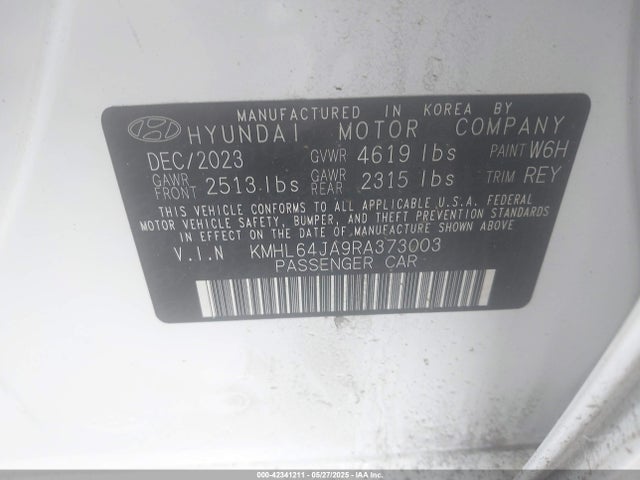 MANUFACTURED IN KOREA BY
HYUNDAI MOTOR COMPANY
DEC/2023 GVWR 4619 lbs PAINT W6H
GAWR FRONT 2513 lbs GAWR REAR 2315 lbs TRIM REY
THIS VEHICLE CONFORMS TO ALL APPLICABLE U.S.A. FEDERAL
MOTOR VEHICLE SAFETY, BUMPER, AND THEFT PREVENTION STANDARDS
IN EFFECT ON THE DATE OF MANUFACTURE SHOWN ABOVE
V.I.N KMHL64JA9RA373003
PASSENGER CAR
000-42341211 - 05/27/2025 - IAA Inc.